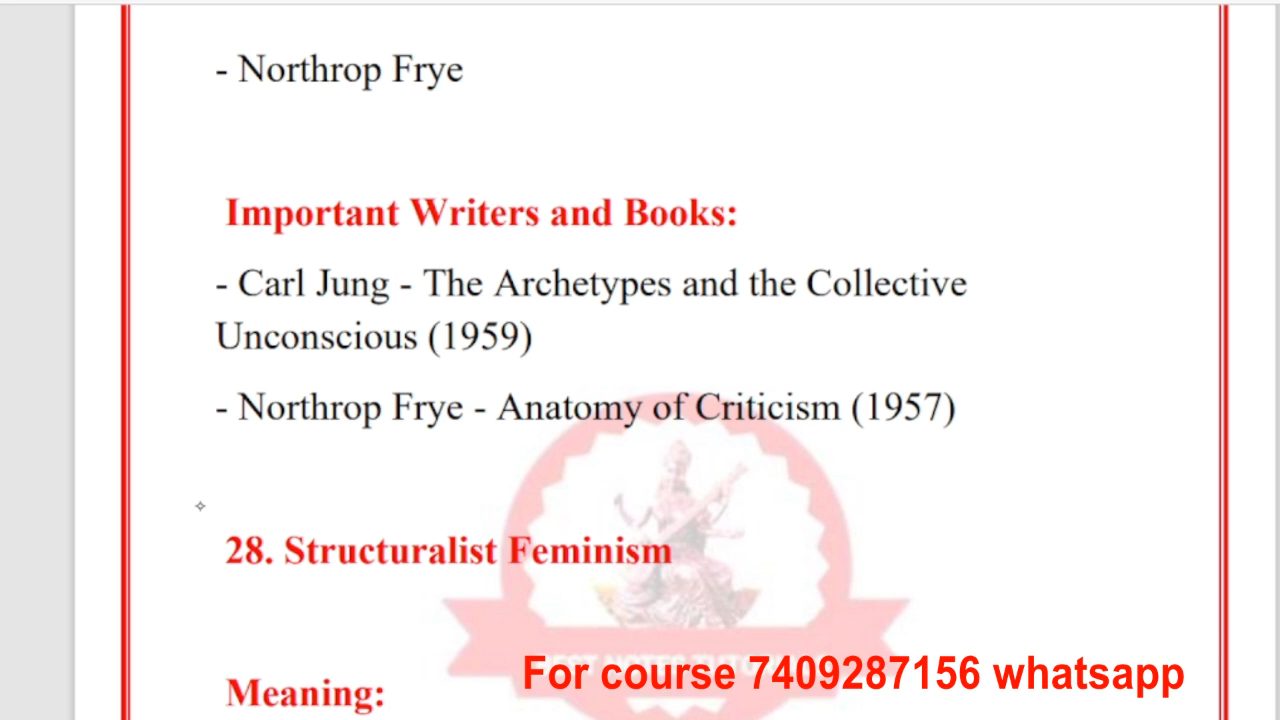 - Northrop Frye
Important Writers and Books:
- Carl Jung - The Archetypes and the Collective
Unconscious (1959)
- Northrop Frye - Anatomy of Criticism (1957)
28. Structuralist Feminism
For course 7409287156 whatsapp
Meaning: